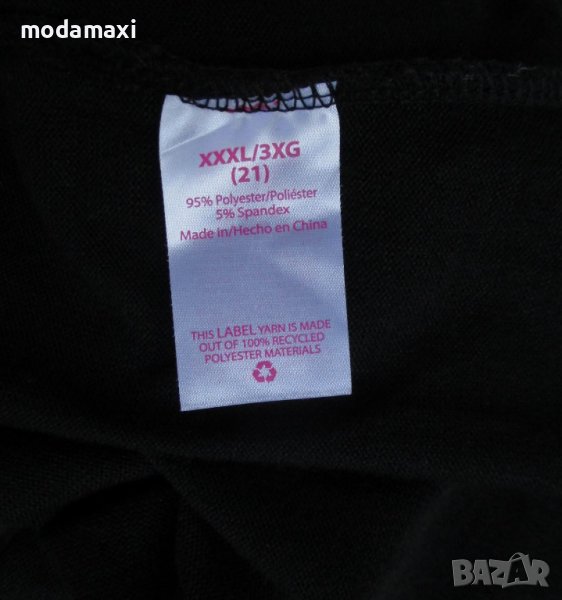 modamaxi
XXXL/3XG
(21)
95% Polyester/Poliéster
5% Spandex
Made in/Hecho en China
THIS LABEL YARN IS MADE
OUT OF 100% RECYCLED
POLYESTER MATERIALS
BAZAR